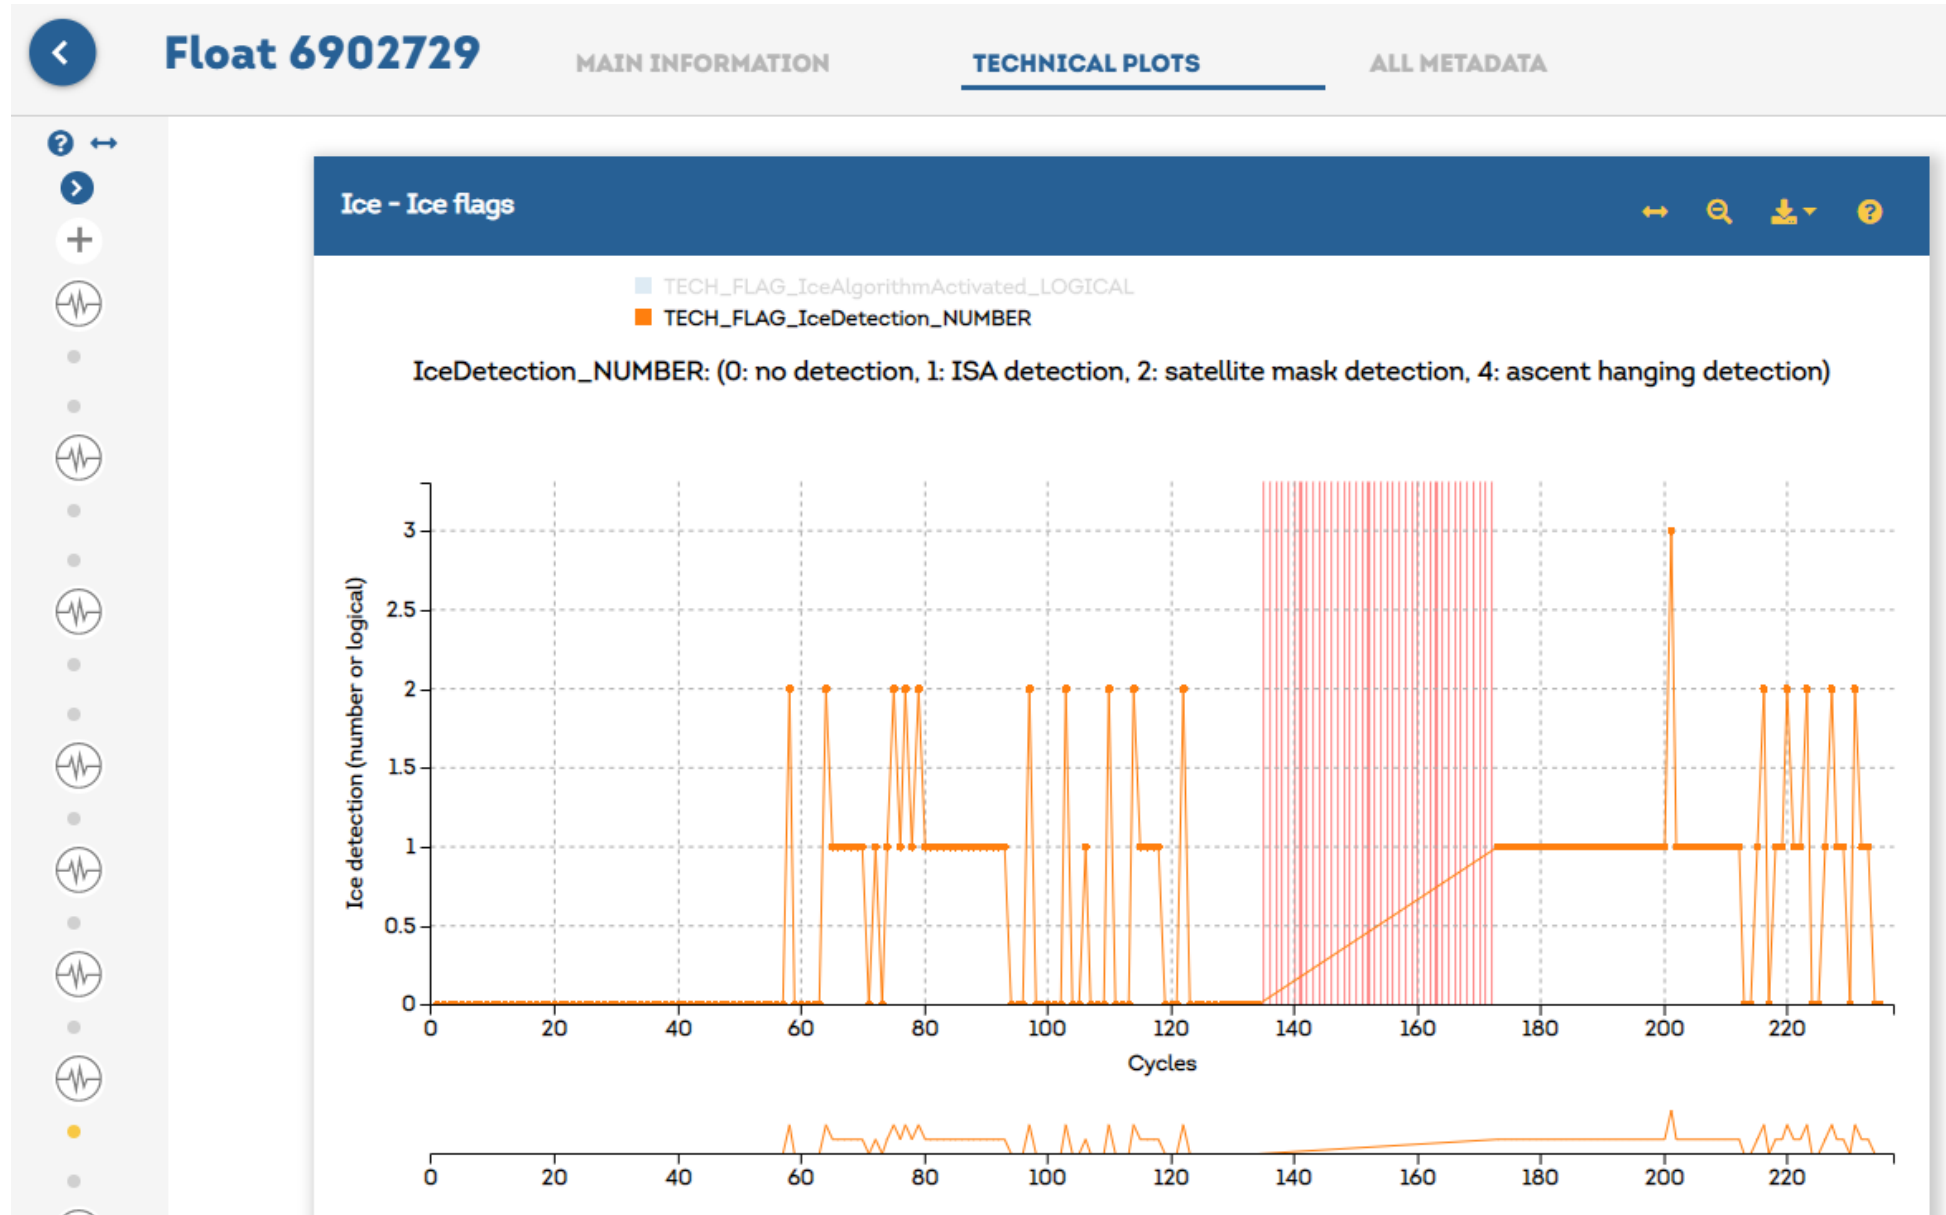 Float 6902729 MAIN INFORMATION TECHNICAL PLOTS ALL METADATA
Ice - Ice flags
TECH_FLAG_IceAlgorithmActivated_LOGICAL
TECH_FLAG_IceDetection_NUMBER
IceDetection_NUMBER: (0: no detection, 1: ISA detection, 2: satellite mask detection, 4: ascent hanging detection)
Ice detection (number or logical)
3
2.5
2
1.5
1
0.5
0
0 20 40 60 80 100 120 140 160 180 200 220
Cycles
0 20 40 60 80 100 120 140 160 180 200 220